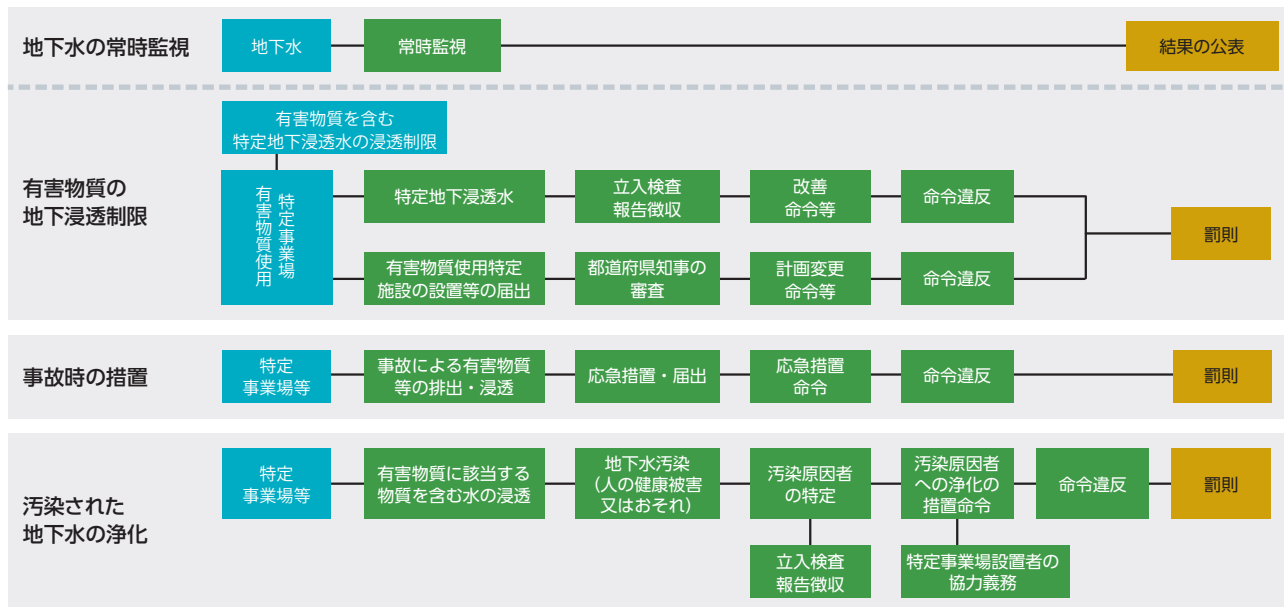 地下水の常時監視
地下水
常時監視
結果の公表
有害物質の
地下浸透制限
有害物質を含む
特定地下浸透水の浸透制限
有害物質使用
特定事業場
特定地下浸透水
立入検査
報告徴収
改善
命令等
命令違反
有害物質使用特定
施設の設置等の届出
都道府県知事の
審査
計画変更
命令等
命令違反
罰則
事故時の措置
特定
事業場等
事故による有害物質
等の排出・浸透
応急措置・届出
応急措置
命令
命令違反
罰則
汚染された
地下水の浄化
特定
事業場等
有害物質に該当する
物質を含む水の浸透
地下水汚染
(人の健康被害
又はおそれ)
汚染原因者
の特定
汚染原因者
への浄化の
措置命令
命令違反
罰則
立入検査
報告徴収
特定事業場設置者の
協力義務